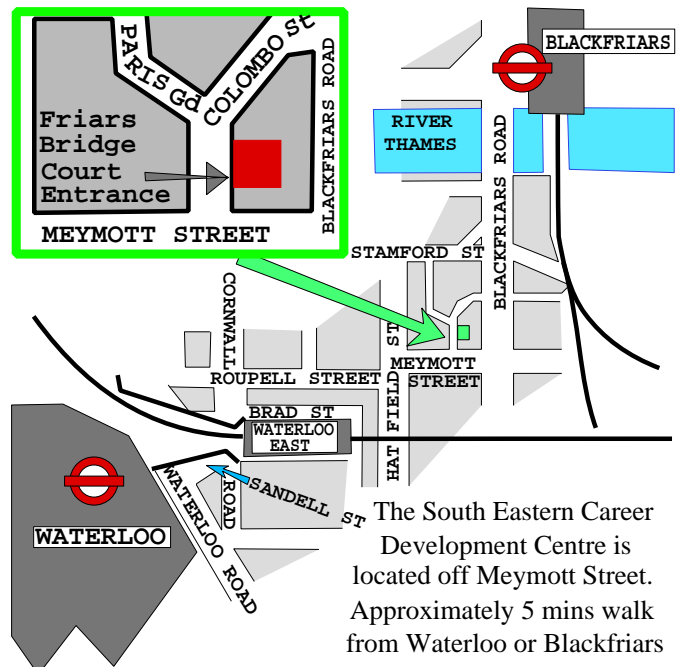 PARIS Gd
COLOMBO St
BLACKFRIARS ROAD
Friars
Bridge
Court
Entrance
MEYMOTT STREET
BLACKFRIARS
RIVER
THAMES
BLACKFRIARS ROAD
STAMFORD ST
CORNWALL
ROAD
HAT FIELD ST
MEYMOTT
STREET
ROUPELL STREET
BRAD ST
WATERLOO
EAST
SANDELL ST
WATERLOO ROAD
WATERLOO
The South Eastern Career
Development Centre is
located off Meymott Street.
Approximately 5 mins walk
from Waterloo or Blackfriars